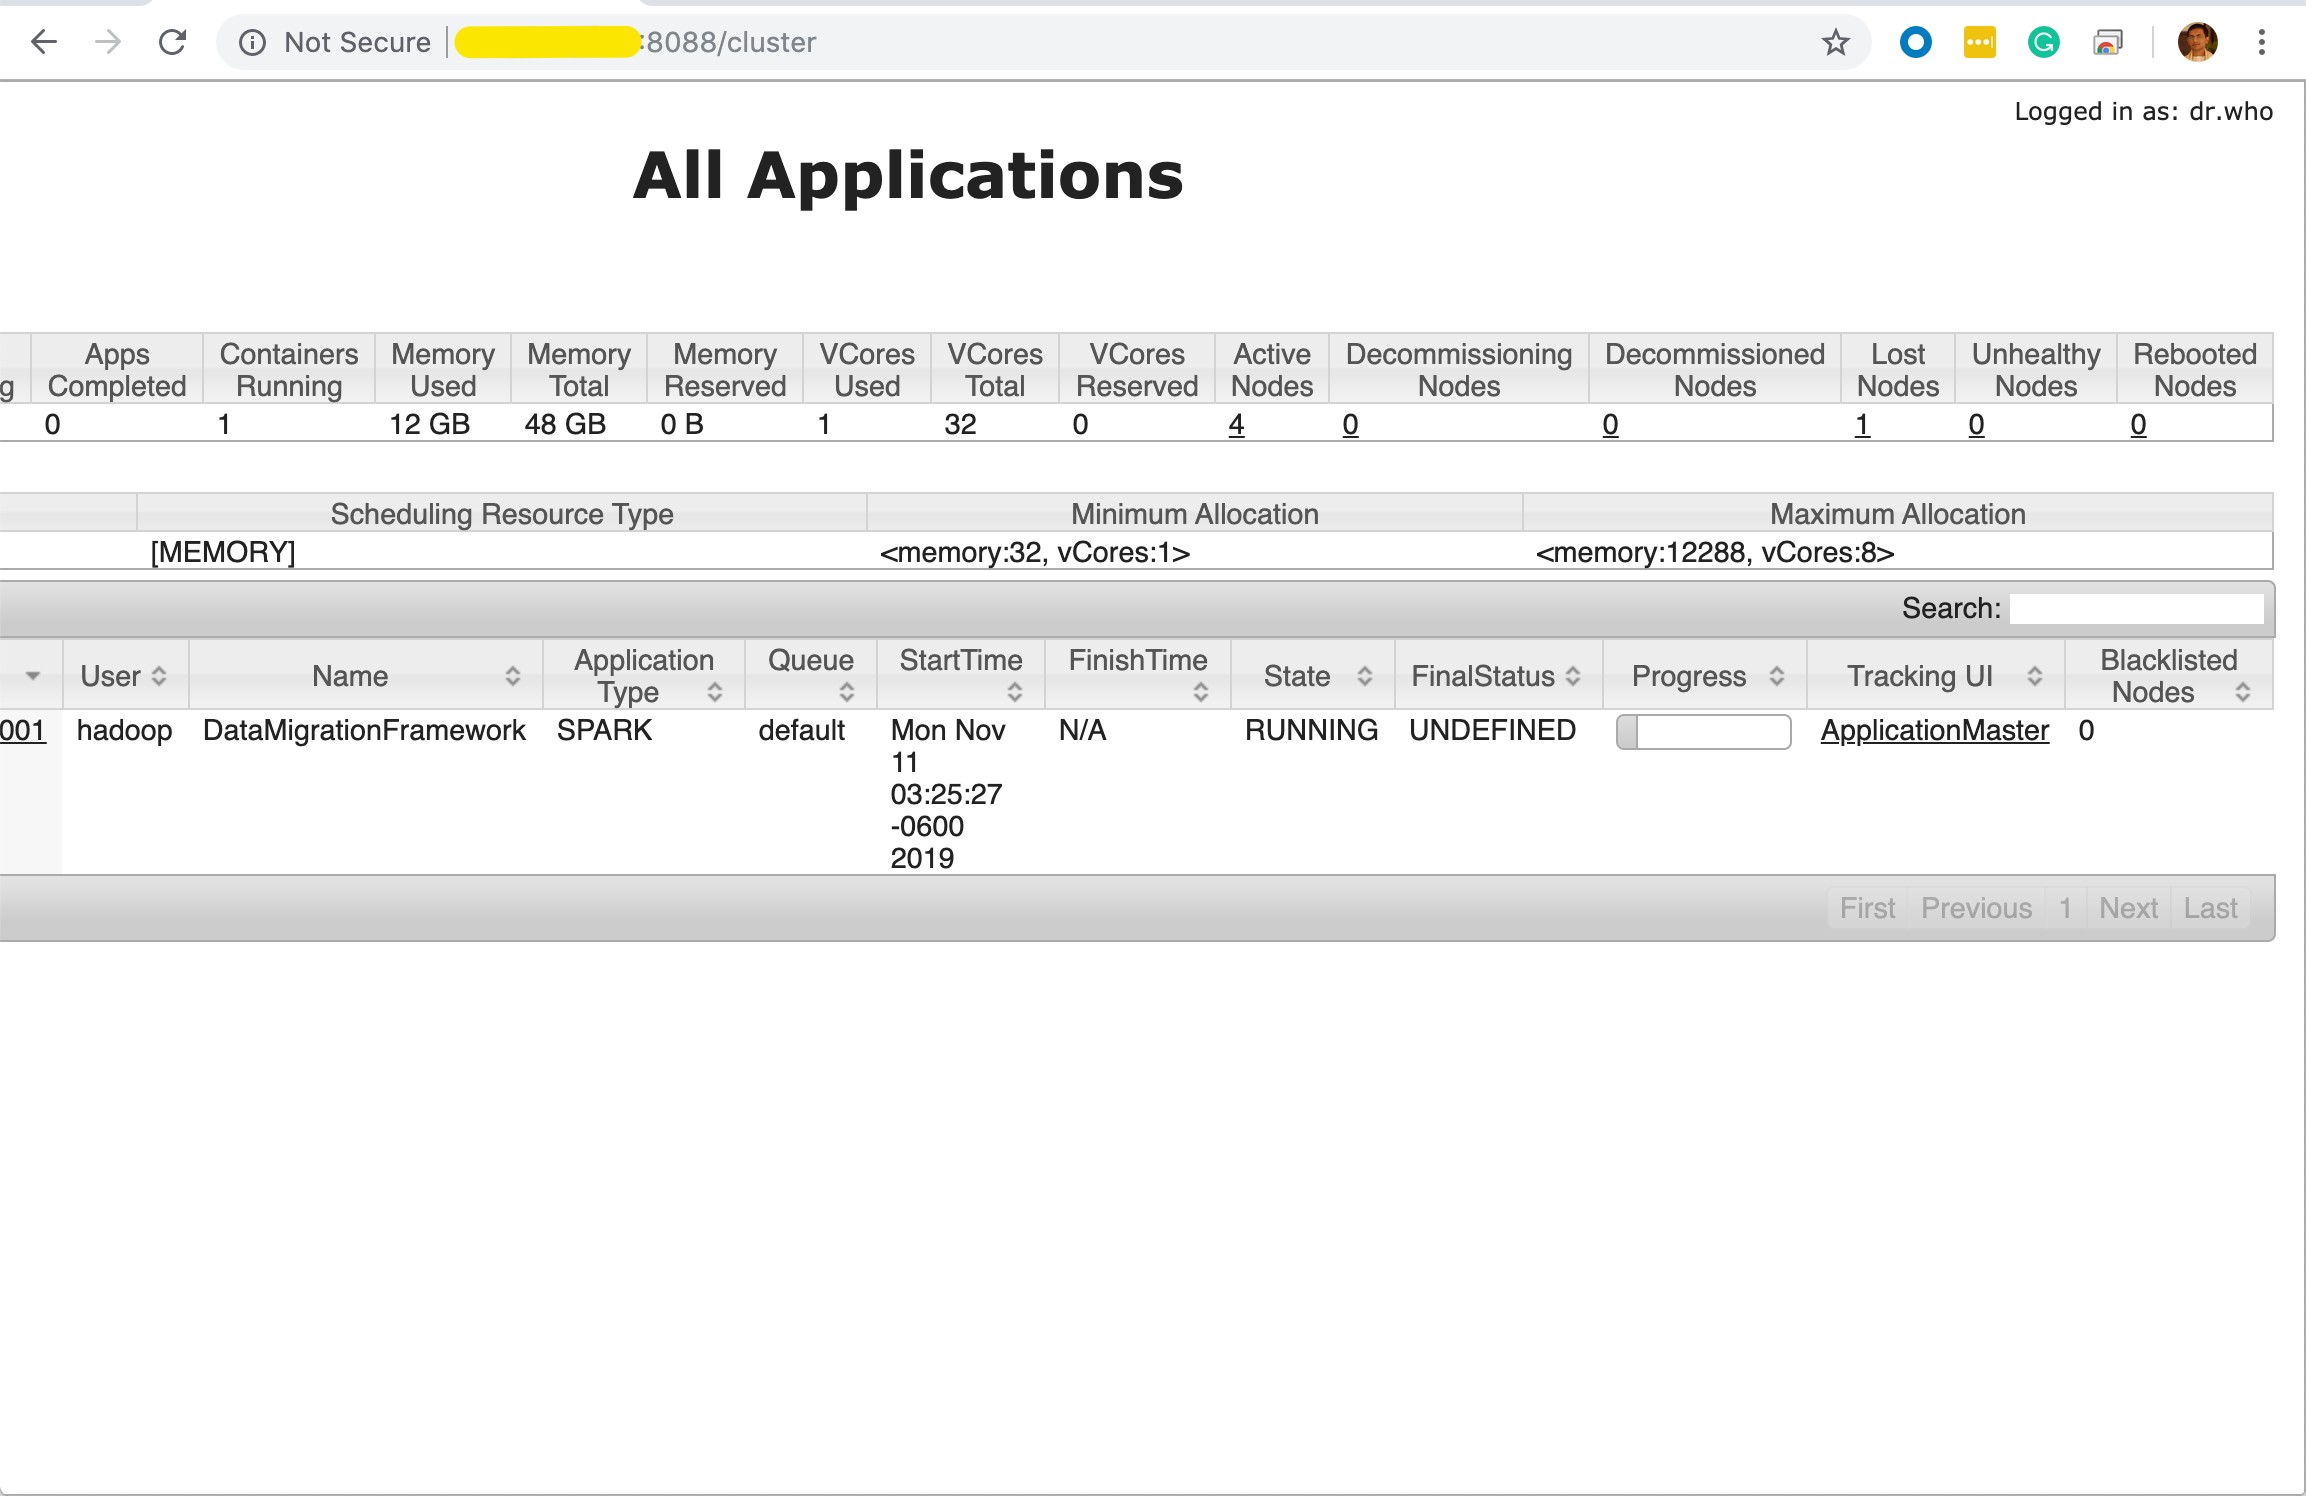 Not Secure :8088/cluster
Logged in as: dr.who
All Applications
g Apps Completed Containers Running Memory Used Memory Total Memory Reserved VCores Used VCores Total VCores Reserved Active Nodes Decommissioning Nodes Decommissioned Nodes Lost Nodes Unhealthy Nodes Rebooted Nodes
0 1 12 GB 48 GB 0 B 1 32 0 4 0 0 1 0 0
Scheduling Resource Type Minimum Allocation Maximum Allocation
[MEMORY] <memory:32, vCores:1> <memory:12288, vCores:8>
Search:
User Name Application Type Queue StartTime FinishTime State FinalStatus Progress Tracking UI Blacklisted Nodes
001 hadoop DataMigrationFramework SPARK default Mon Nov N/A RUNNING UNDEFINED ApplicationMaster 0
11
03:25:27
-0600
2019
First Previous 1 Next Last